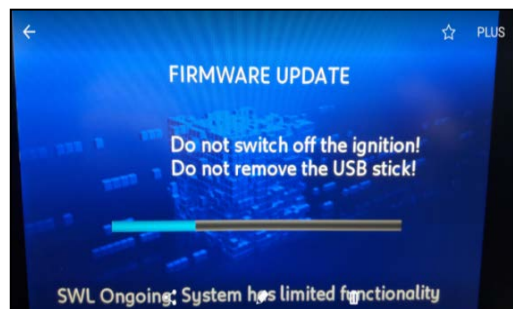 PLUS
FIRMWARE UPDATE
Do not switch off the ignition!
Do not remove the USB stick!
SWL Ongoing: System has limited functionality